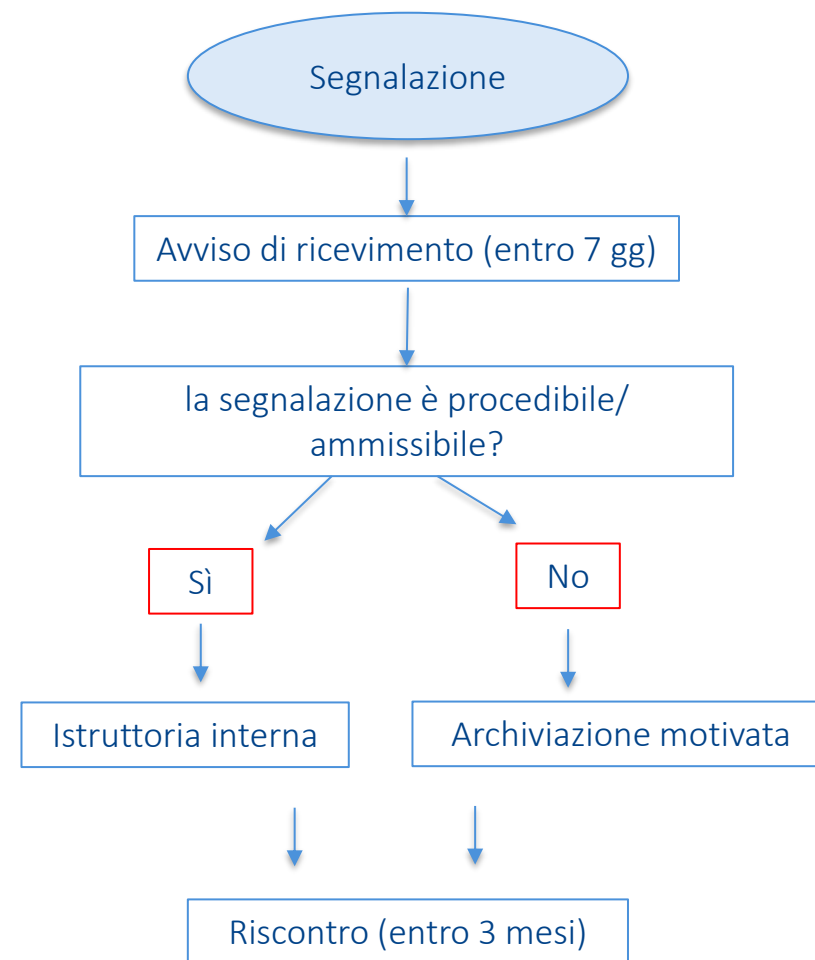 Segnalazione
Avviso di ricevimento (entro 7 gg)
la segnalazione è procedibile/
ammissibile?
Sì
No
Istruttoria interna
Archiviazione motivata
Riscontro (entro 3 mesi)